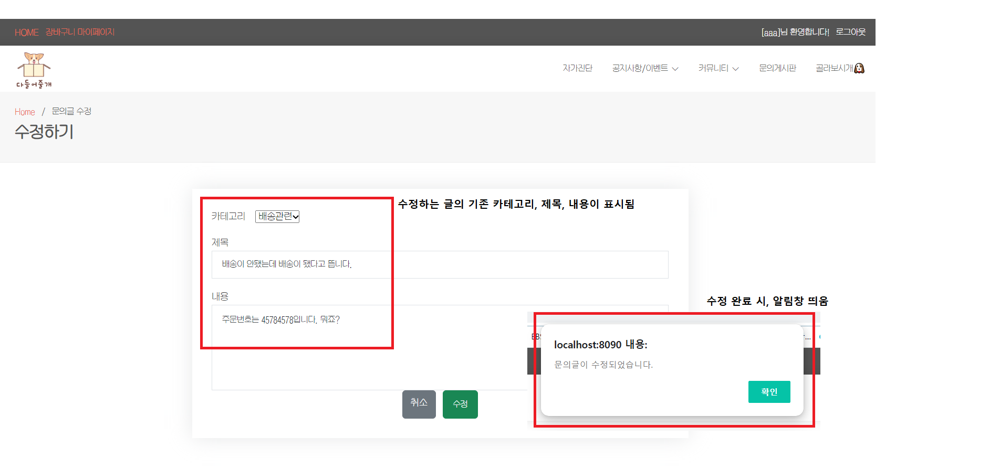 HOME 장바구니 마이페이지 [aaa]님 환영합니다! 로그아웃
다들어줄개
자가진단 공지사항/이벤트 커뮤니티 문의게시판 골라보시개
Home / 문의글 수정
수정하기
수정하는 글의 기존 카테고리, 제목, 내용이 표시됨
카테고리 배송관련
제목
배송이 안됐는데 배송이 됐다고 뜹니다.
내용
주문번호는 45784578입니다. 뭐죠?
취소 수정
수정 완료 시, 알림창 띄움
localhost:8090 내용:
문의글이 수정되었습니다.
확인